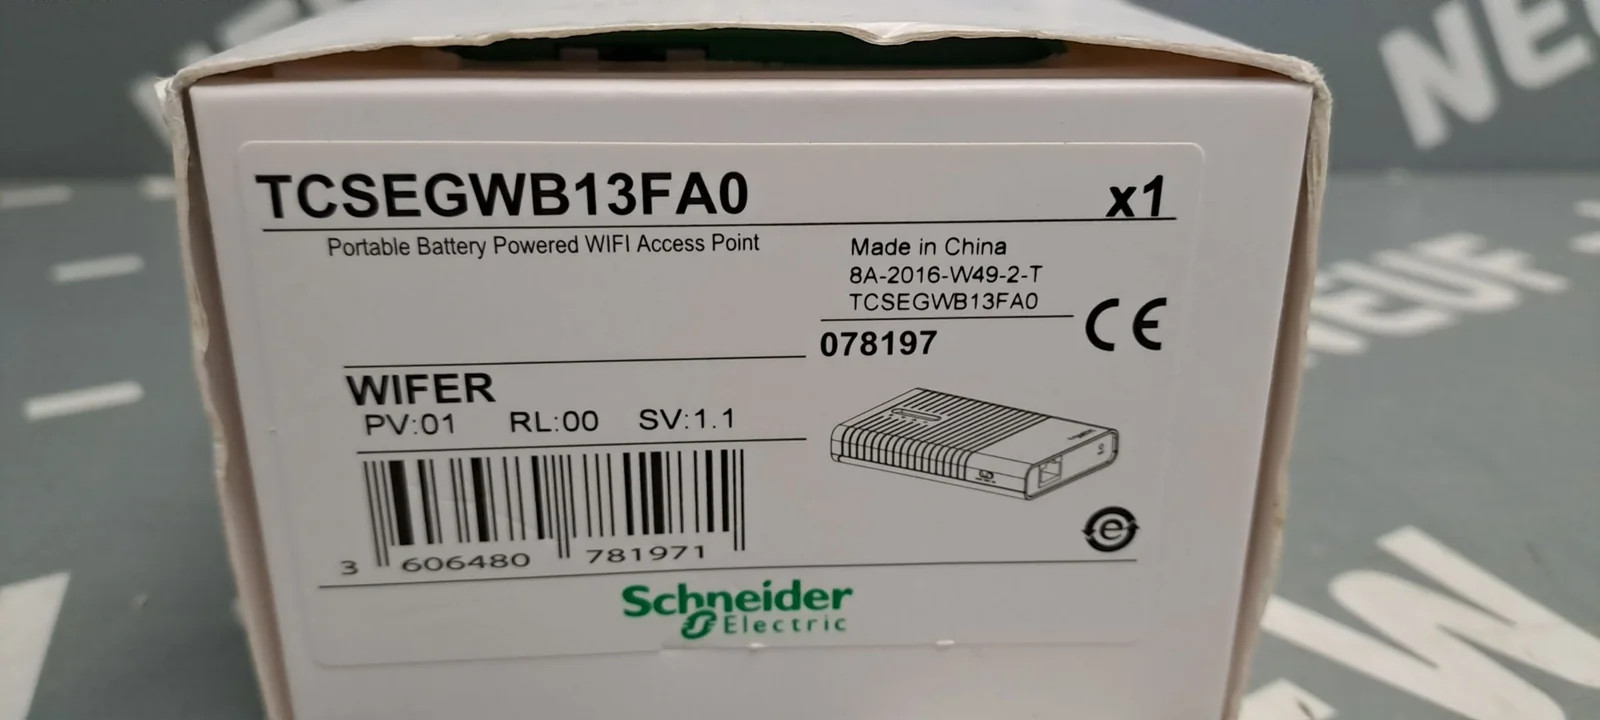 TCSEGWB13FA0 x1
Portable Battery Powered WIFI Access Point
Made in China
8A-2016-W49-2-T
TCSEGWB13FA0
078197
CE
WIFER
PV:01 RL:00 SV:1.1
3 606480 781971
Schneider
Electric
e
NEUF